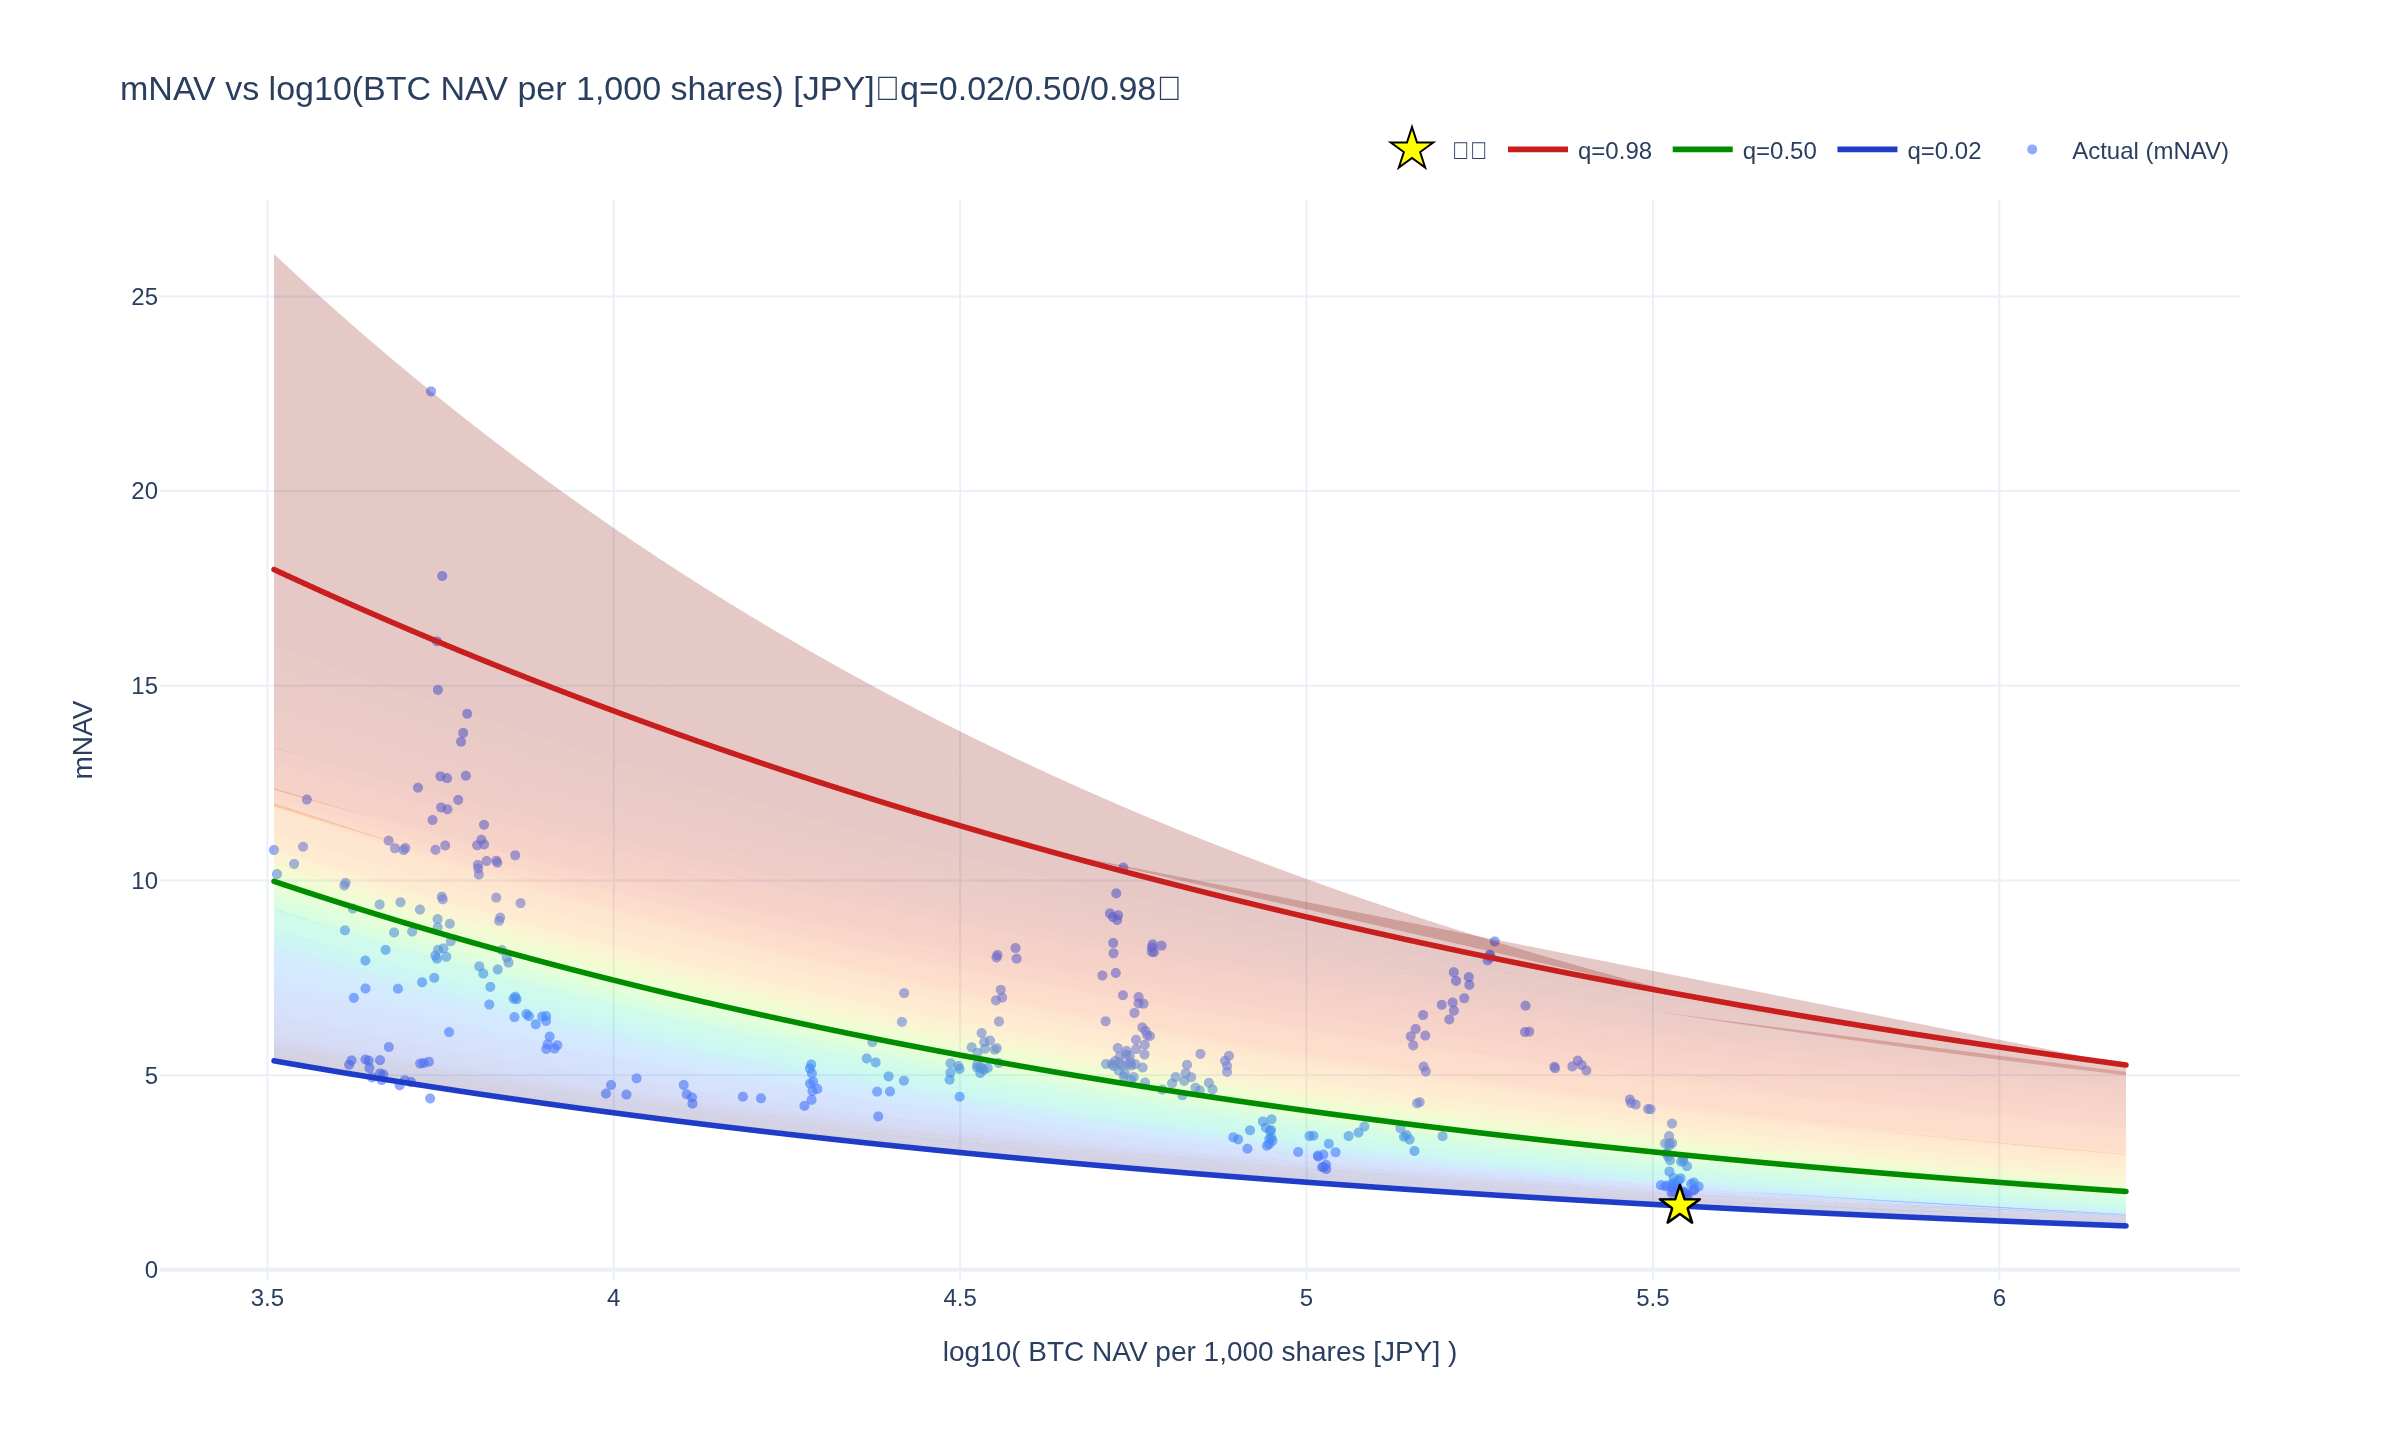 mNAV vs log10(BTC NAV per 1,000 shares) [JPY]□q=0.02/0.50/0.98□
□□ q=0.98 q=0.50 q=0.02 Actual (mNAV)
25
20
15
10
5
0
mNAV
3.5 4 4.5 5 5.5 6
log10( BTC NAV per 1,000 shares [JPY] )